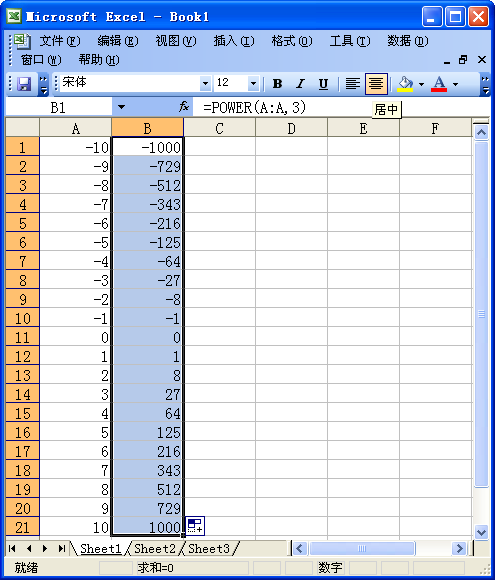 Microsoft Excel - Book1
文件(F) 编辑(E) 视图(V) 插入(I) 格式(O) 工具(T) 数据(D)
窗口(W) 帮助(H)
宋体 12 B I U A
B1 fx =POWER(A:A,3) 居中
A B C D E F
1 -10 -1000
2 -9 -729
3 -8 -512
4 -7 -343
5 -6 -216
6 -5 -125
7 -4 -64
8 -3 -27
9 -2 -8
10 -1 -1
11 0 0
12 1 1
13 2 8
14 3 27
15 4 64
16 5 125
17 6 216
18 7 343
19 8 512
20 9 729
21 10 1000
Sheet1 Sheet2 Sheet3
就绪 求和=0 数字